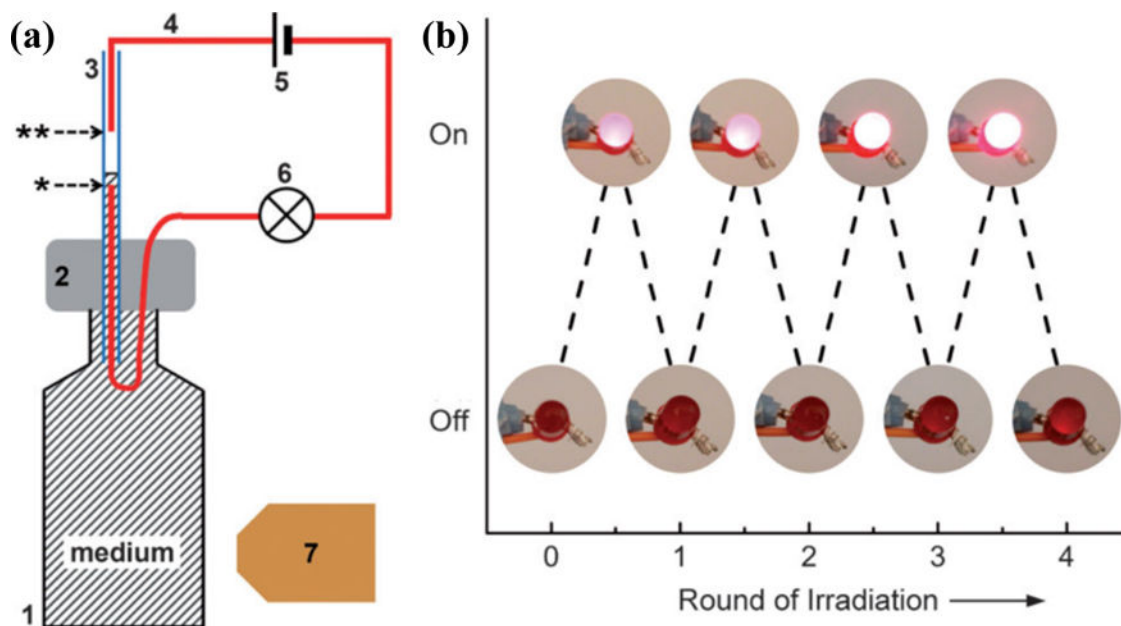 (a)
4
3
5
**
*
6
2
medium
7
1
(b)
On
Off
0 1 2 3 4
Round of Irradiation